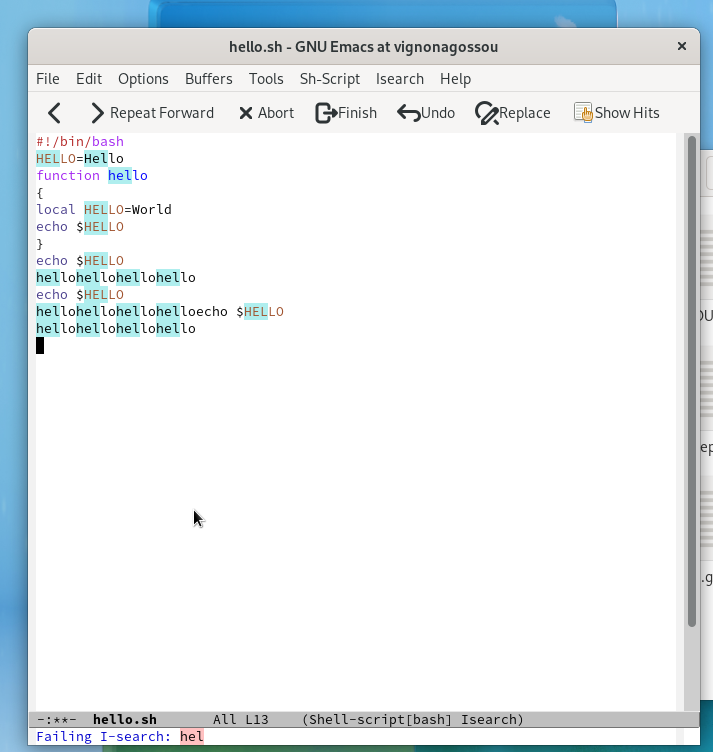 hello.sh - GNU Emacs at vignonagossou
File Edit Options Buffers Tools Sh-Script Isearch Help
Repeat Forward Abort Finish Undo Replace Show Hits
#!/bin/bash
HELLO=Hello
function hello
{
local HELLO=World
echo $HELLO
}
echo $HELLO
hellohellohellohello
echo $HELLO
hellohellohellohelloecho $HELLO
hellohellohellohello
-:**- hello.sh All L13 (Shell-script[bash] Isearch)
Failing I-search: hel